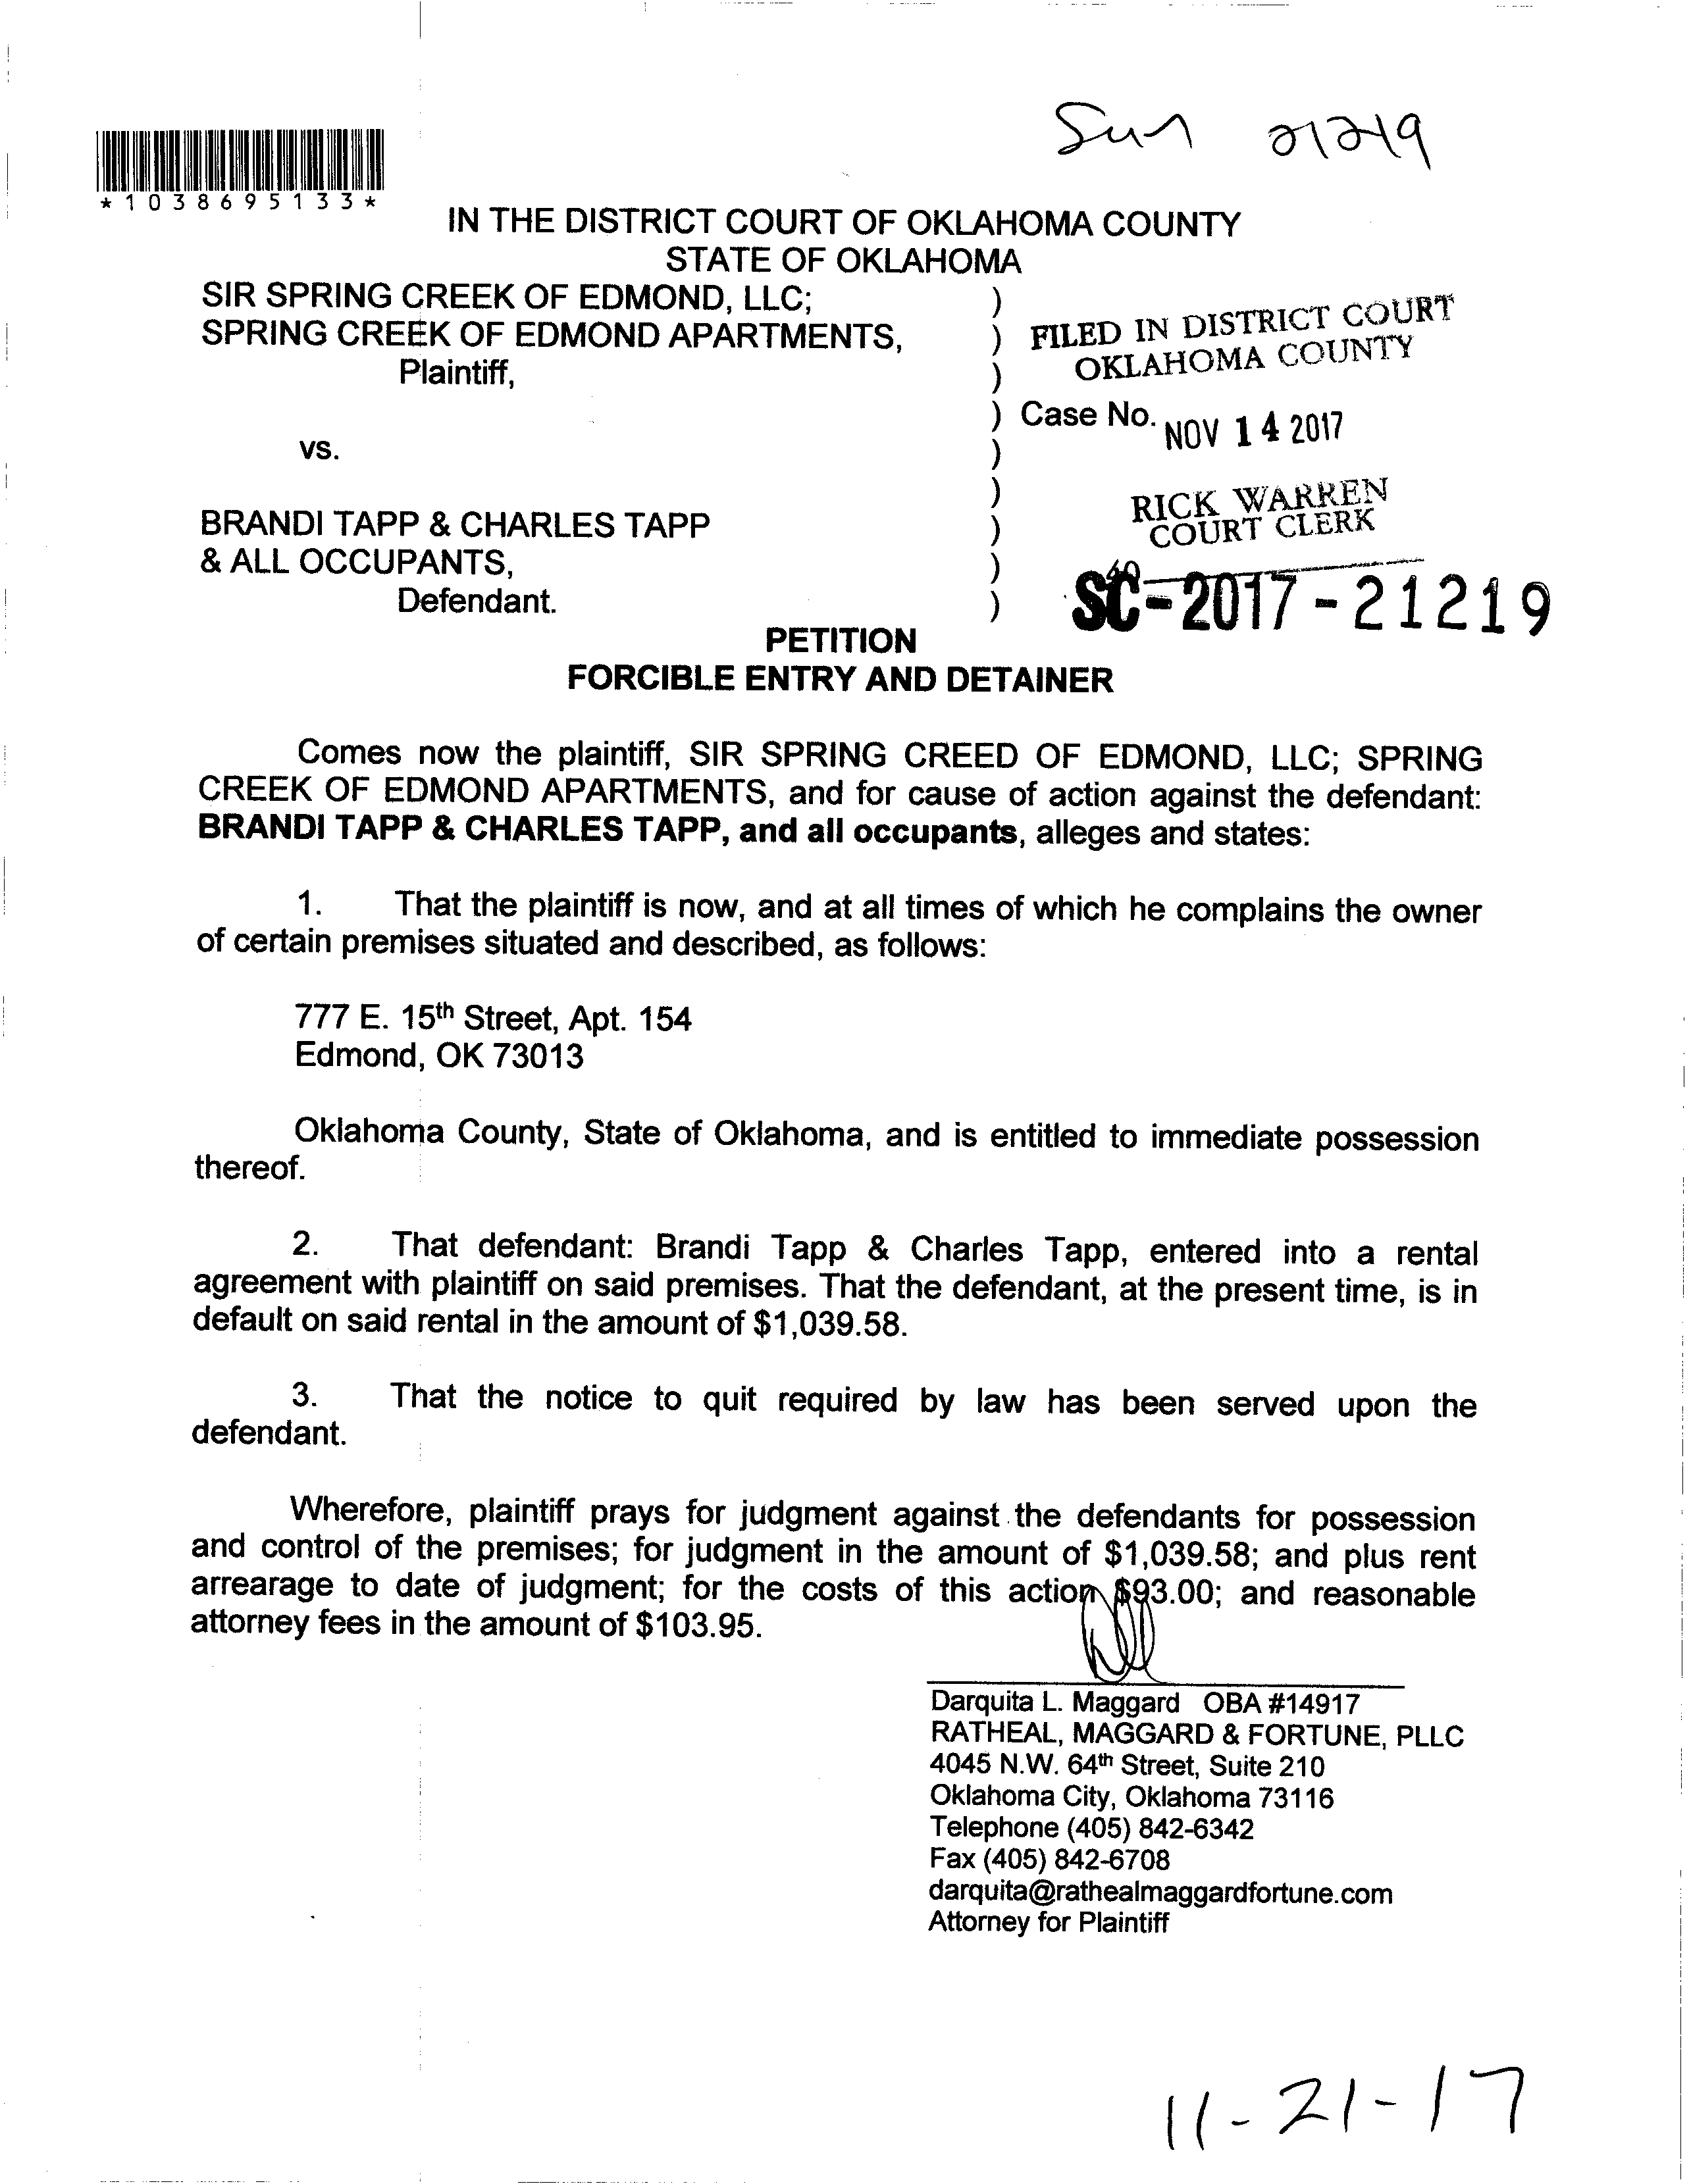 Sun 21219
*1038695133*
IN THE DISTRICT COURT OF OKLAHOMA COUNTY
STATE OF OKLAHOMA
SIR SPRING CREEK OF EDMOND, LLC; )
SPRING CREEK OF EDMOND APARTMENTS, ) FILED IN DISTRICT COURT
Plaintiff, ) OKLAHOMA COUNTY
) Case No. NOV 14 2017
vs. )
) RICK WARREN
BRANDI TAPP & CHARLES TAPP ) COURT CLERK
& ALL OCCUPANTS, ) 40
Defendant. ) SC-2017-21219
PETITION
FORCIBLE ENTRY AND DETAINER
Comes now the plaintiff, SIR SPRING CREED OF EDMOND, LLC; SPRING
CREEK OF EDMOND APARTMENTS, and for cause of action against the defendant:
BRANDI TAPP & CHARLES TAPP, and all occupants, alleges and states:
1. That the plaintiff is now, and at all times of which he complains the owner
of certain premises situated and described, as follows:
777 E. 15th Street, Apt. 154
Edmond, OK 73013
Oklahoma County, State of Oklahoma, and is entitled to immediate possession
thereof.
2. That defendant: Brandi Tapp & Charles Tapp, entered into a rental
agreement with plaintiff on said premises. That the defendant, at the present time, is in
default on said rental in the amount of $1,039.58.
3. That the notice to quit required by law has been served upon the
defendant.
Wherefore, plaintiff prays for judgment against the defendants for possession
and control of the premises; for judgment in the amount of $1,039.58; and plus rent
arrearage to date of judgment; for the costs of this action $93.00; and reasonable
attorney fees in the amount of $103.95.
Darquita L. Maggard OBA #14917
RATHEAL, MAGGARD & FORTUNE, PLLC
4045 N.W. 64th Street, Suite 210
Oklahoma City, Oklahoma 73116
Telephone (405) 842-6342
Fax (405) 842-6708
darquita@rathealmaggardfortune.com
Attorney for Plaintiff
11-21-17